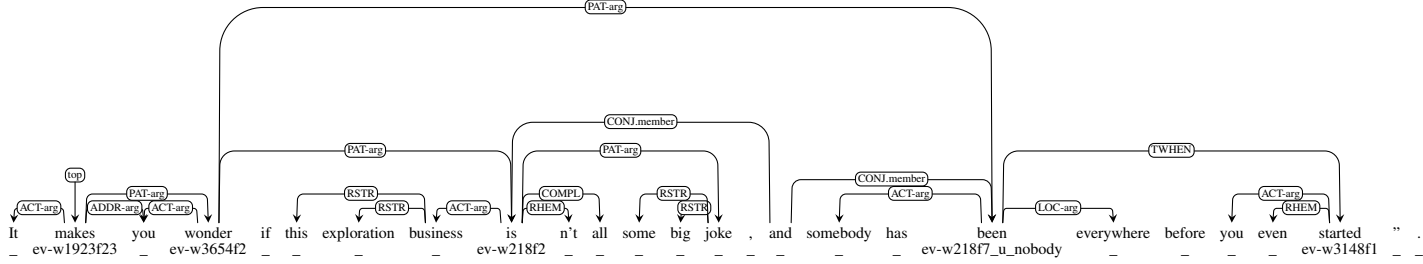 PAT-arg
CONJ.member
PAT-arg PAT-arg TWHEN
top CONJ.member
PAT-arg RSTR COMPL RSTR ACT-arg ACT-arg
ACT-arg ADDR-arg ACT-arg RSTR ACT-arg RHEM RSTR LOC-arg RHEM
It makes you wonder if this exploration business is n't all some big joke , and somebody has been everywhere before you even started ” .
_ ev-w1923f23 _ ev-w3654f2 _ _ _ _ ev-w218f2 _ _ _ _ _ _ _ _ _ ev-w218f7_u_nobody _ _ _ _ ev-w3148f1 _ _